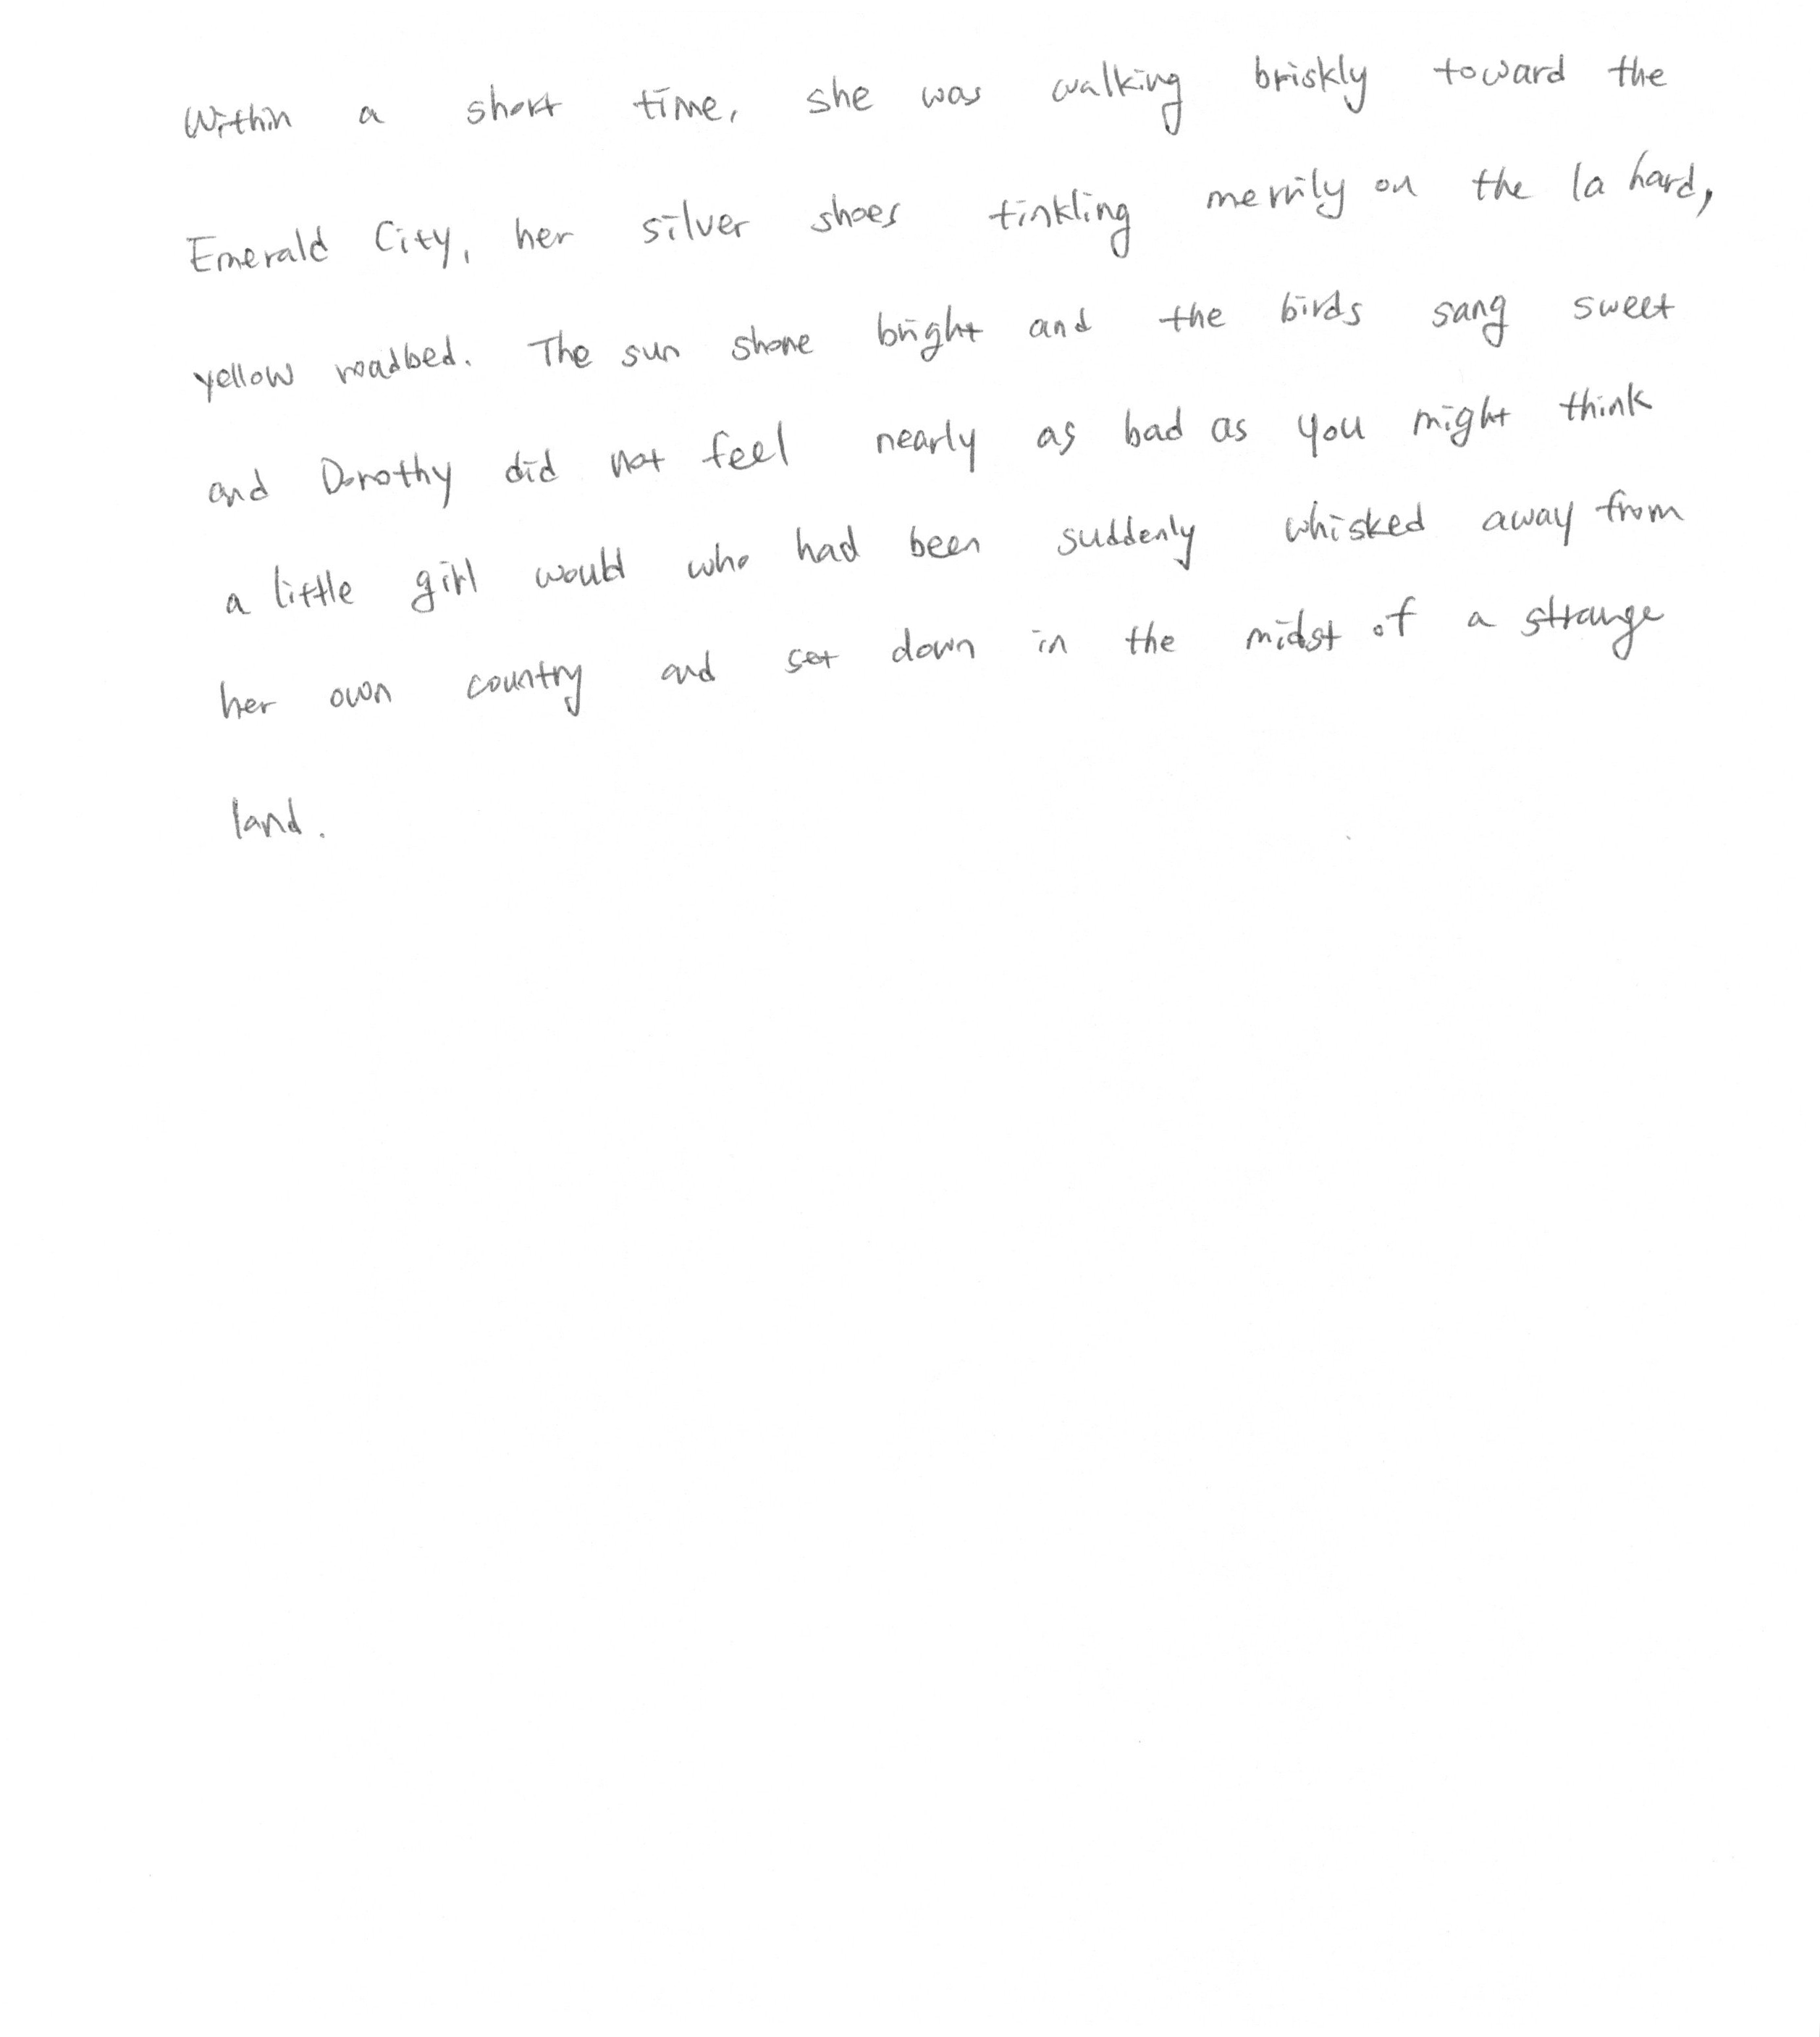 Within a short time, she was walking briskly toward the
Emerald City, her silver shoes tinkling merrily on the la hard,
yellow roadbed. The sun shone bright and the birds sang sweet
and Dorothy did not feel nearly as bad as you might think
a little girl would who had been suddenly whisked away from
her own country and set down in the midst of a strange
land.